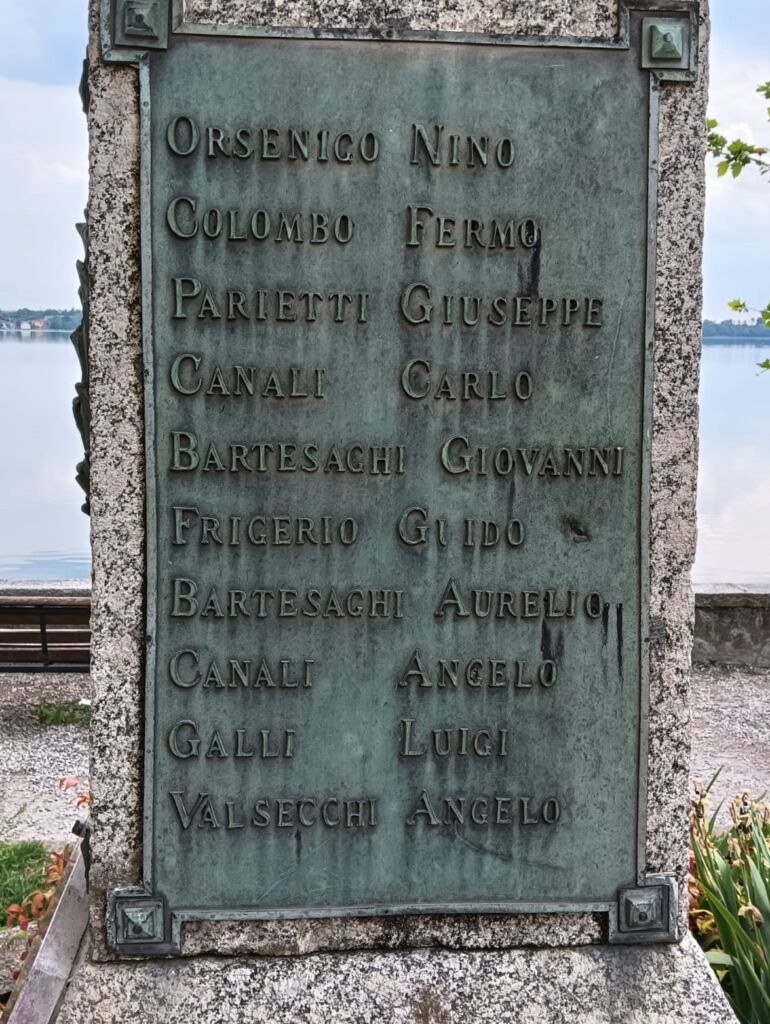 ORSENIGO NINO
COLOMBO FERMO
PARIETTI GIUSEPPE
CANALI CARLO
BARTESAGHI GIOVANNI
FRIGERIO GUIDO
BARTESAGHI AURELIO
CANALI ANGELO
GALLI LUIGI
VALSECCHI ANGELO